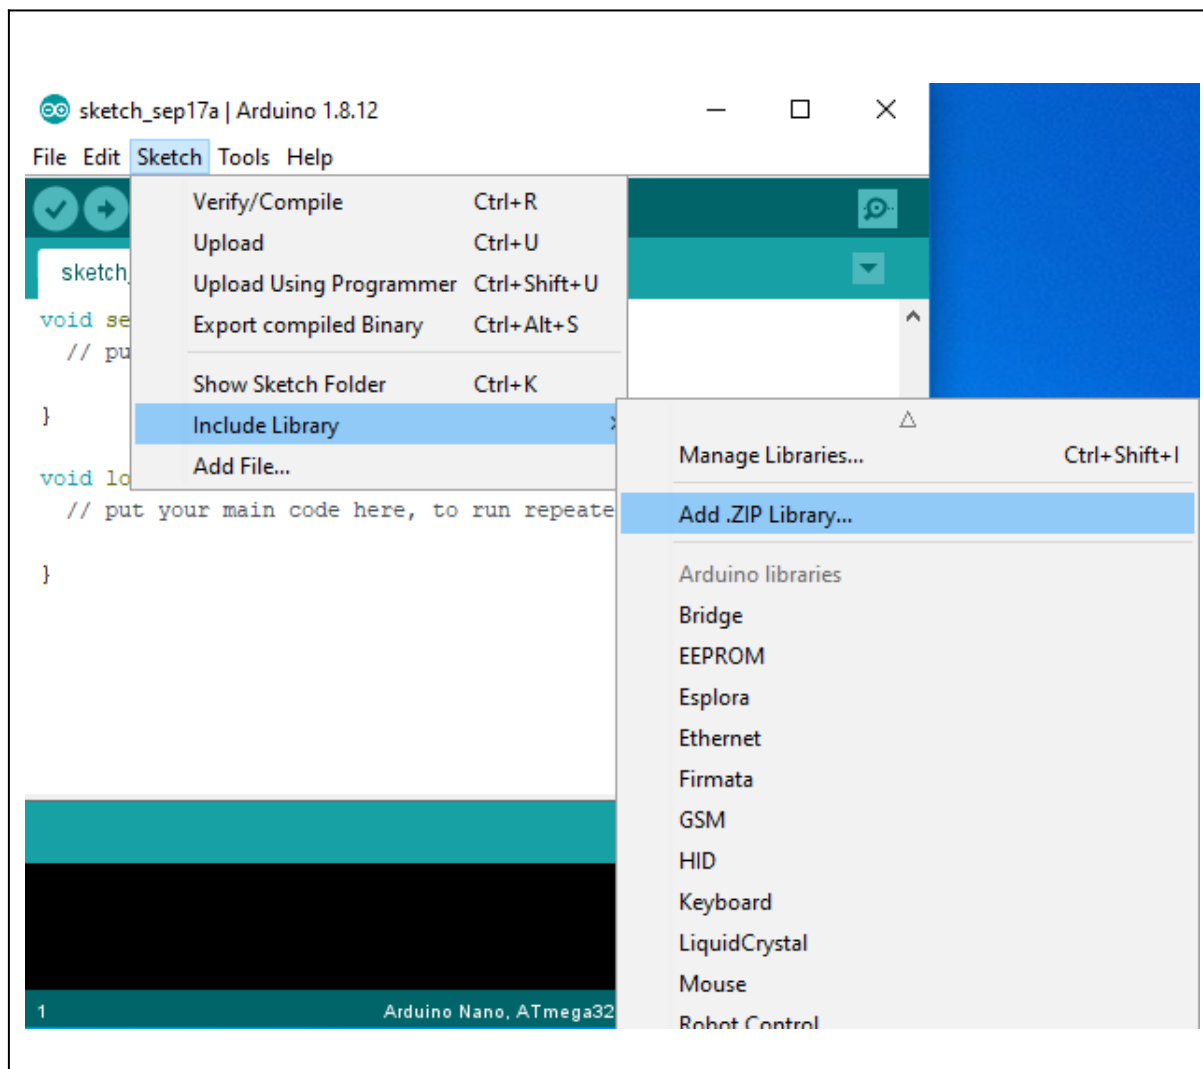 sketch_sep17a | Arduino 1.8.12
File Edit Sketch Tools Help
Verify/Compile Ctrl+R
Upload Ctrl+U
sketch_
Upload Using Programmer Ctrl+Shift+U
void se
Export compiled Binary Ctrl+Alt+S
// pu
Show Sketch Folder Ctrl+K
}
Include Library
Manage Libraries... Ctrl+Shift+I
Add File...
void lo
// put your main code here, to run repeate
Add .ZIP Library...
}
Arduino libraries
Bridge
EEPROM
Esplora
Ethernet
Firmata
GSM
HID
Keyboard
LiquidCrystal
Mouse
1 Arduino Nano, ATmega32
Robot Control